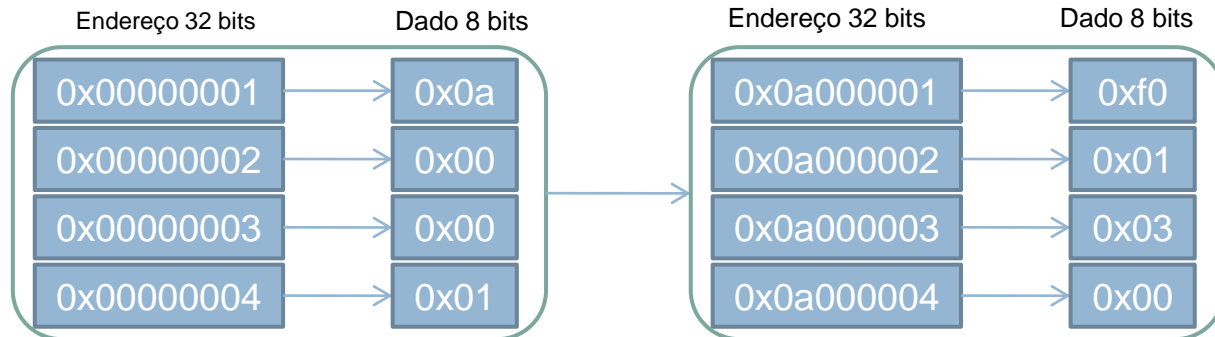 Endereço 32 bits Dado 8 bits Endereço 32 bits Dado 8 bits
0x00000001 0x0a 0x0a000001 0xf0
0x00000002 0x00 0x0a000002 0x01
0x00000003 0x00 0x0a000003 0x03
0x00000004 0x01 0x0a000004 0x00